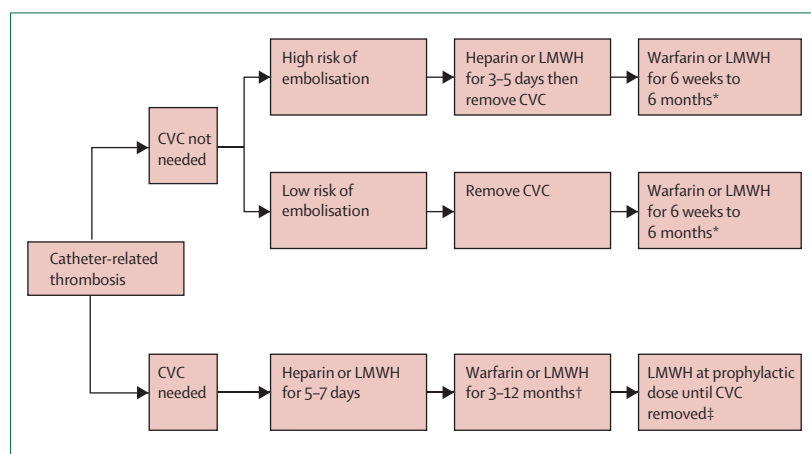 Catheter-related
thrombosis
CVC not
needed
High risk of
embolisation
Heparin or LMWH
for 3–5 days then
remove CVC
Warfarin or LMWH
for 6 weeks to
6 months*
Low risk of
embolisation
Remove CVC
Warfarin or LMWH
for 6 weeks to
6 months*
CVC
needed
Heparin or LMWH
for 5–7 days
Warfarin or LMWH
for 3–12 months†
LMWH at prophylactic
dose until CVC
removed‡